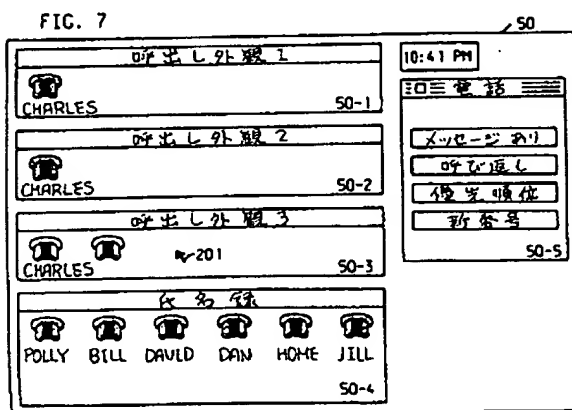 FIG. 7
50
呼出し外観1
CHARLES
50-1
呼出し外観2
CHARLES
50-2
呼出し外観3
CHARLES
201
50-3
氏名録
POLLY BILL DAVID DAN HOME JILL
50-4
10:41 PM
電話
メッセージあり
呼び返し
優先順位
新番号
50-5